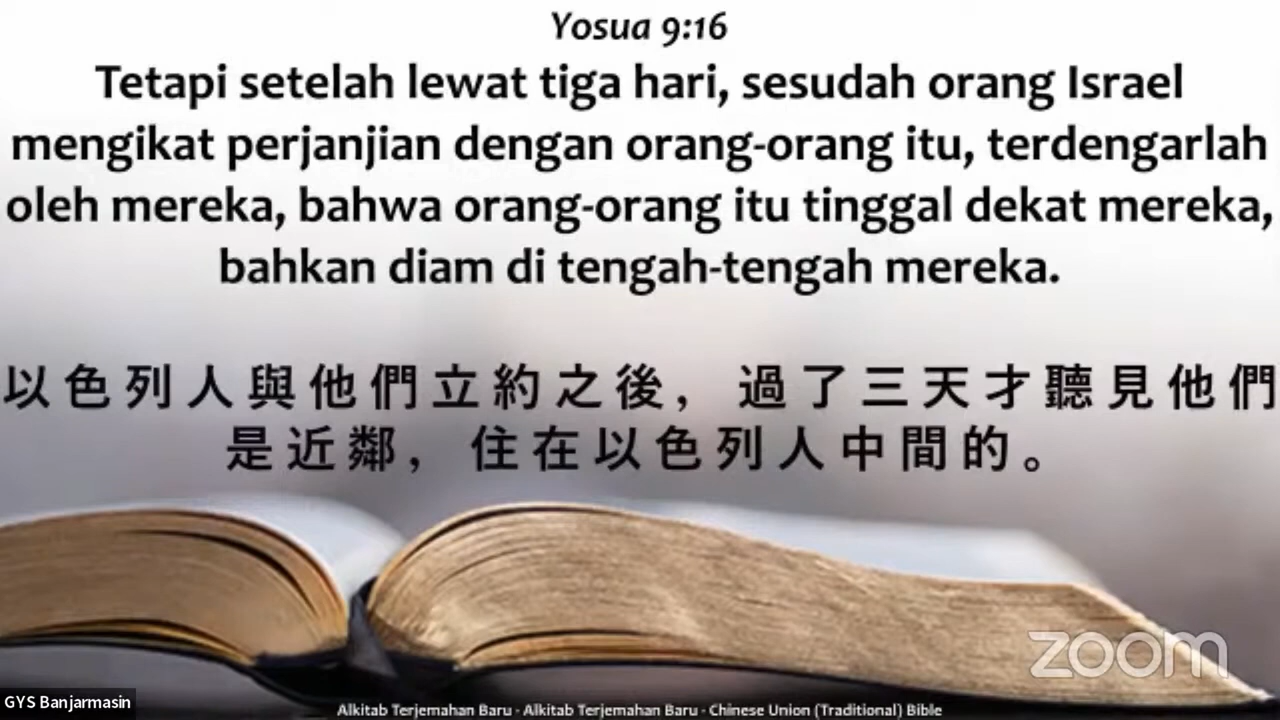 Yosua 9:16
Tetapi setelah lewat tiga hari, sesudah orang Israel
mengikat perjanjian dengan orang-orang itu, terdengarlah
oleh mereka, bahwa orang-orang itu tinggal dekat mereka,
bahkan diam di tengah-tengah mereka.
以色列人與他們立約之後，過了三天才聽見他們
是近鄰，住在以色列人中間的。
zoom
GYS Banjarmasin
Alkitab Terjemahan Baru - Alkitab Terjemahan Baru - Chinese Union (Traditional) Bible